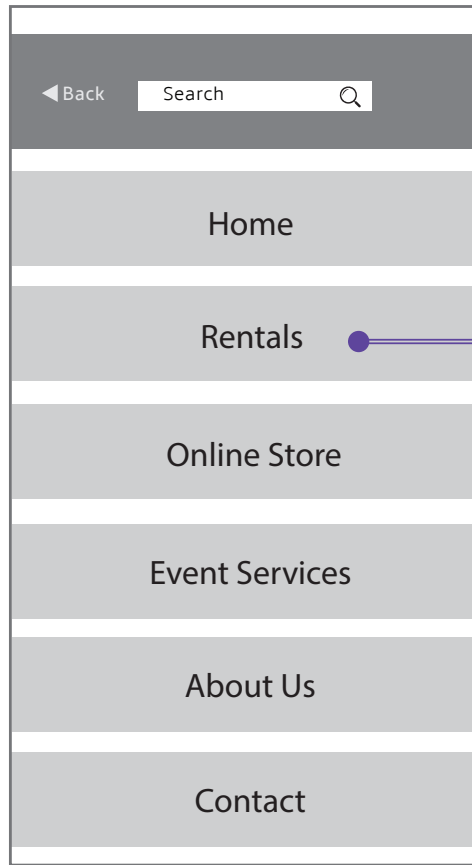 Back Search
Home
Rentals
Online Store
Event Services
About Us
Contact